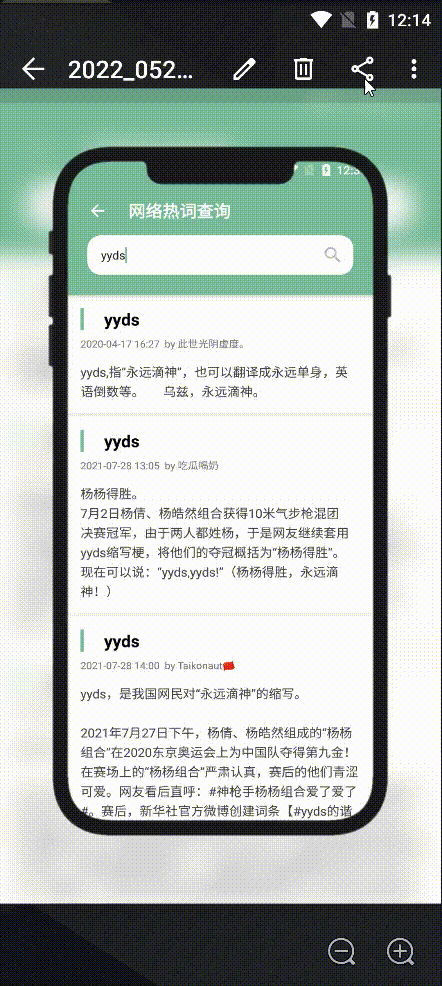 12:14
2022_052...
12:3
网络热词查询
yyds
yyds
2020-04-17 16:27 by 此世光阴虚度。
yyds,指“永远滴神”，也可以翻译成永远单身，英
语倒数等。 乌兹，永远滴神。
yyds
2021-07-28 13:05 by 吃瓜喝奶
杨杨得胜。
7月2日杨倩、杨皓然组合获得10米气步枪混团
决赛冠军，由于两人都姓杨，于是网友继续套用
yyds缩写梗，将他们的夺冠概括为“杨杨得胜”。
现在可以说：“yyds,yyds!”（杨杨得胜，永远滴
神！）
yyds
2021-07-28 14:00 by Taikonaut🇨🇳
yyds，是我国网民对“永远滴神”的缩写。
2021年7月27日下午，杨倩、杨皓然组成的“杨杨
组合”在2020东京奥运会上为中国队夺得第九金！
在赛场上的“杨杨组合”严肃认真，赛后的他们青涩
可爱。网友看后直呼：#神枪手杨杨组合爱了爱了
#。赛后，新华社官方微博创建词条【#yyds的谐